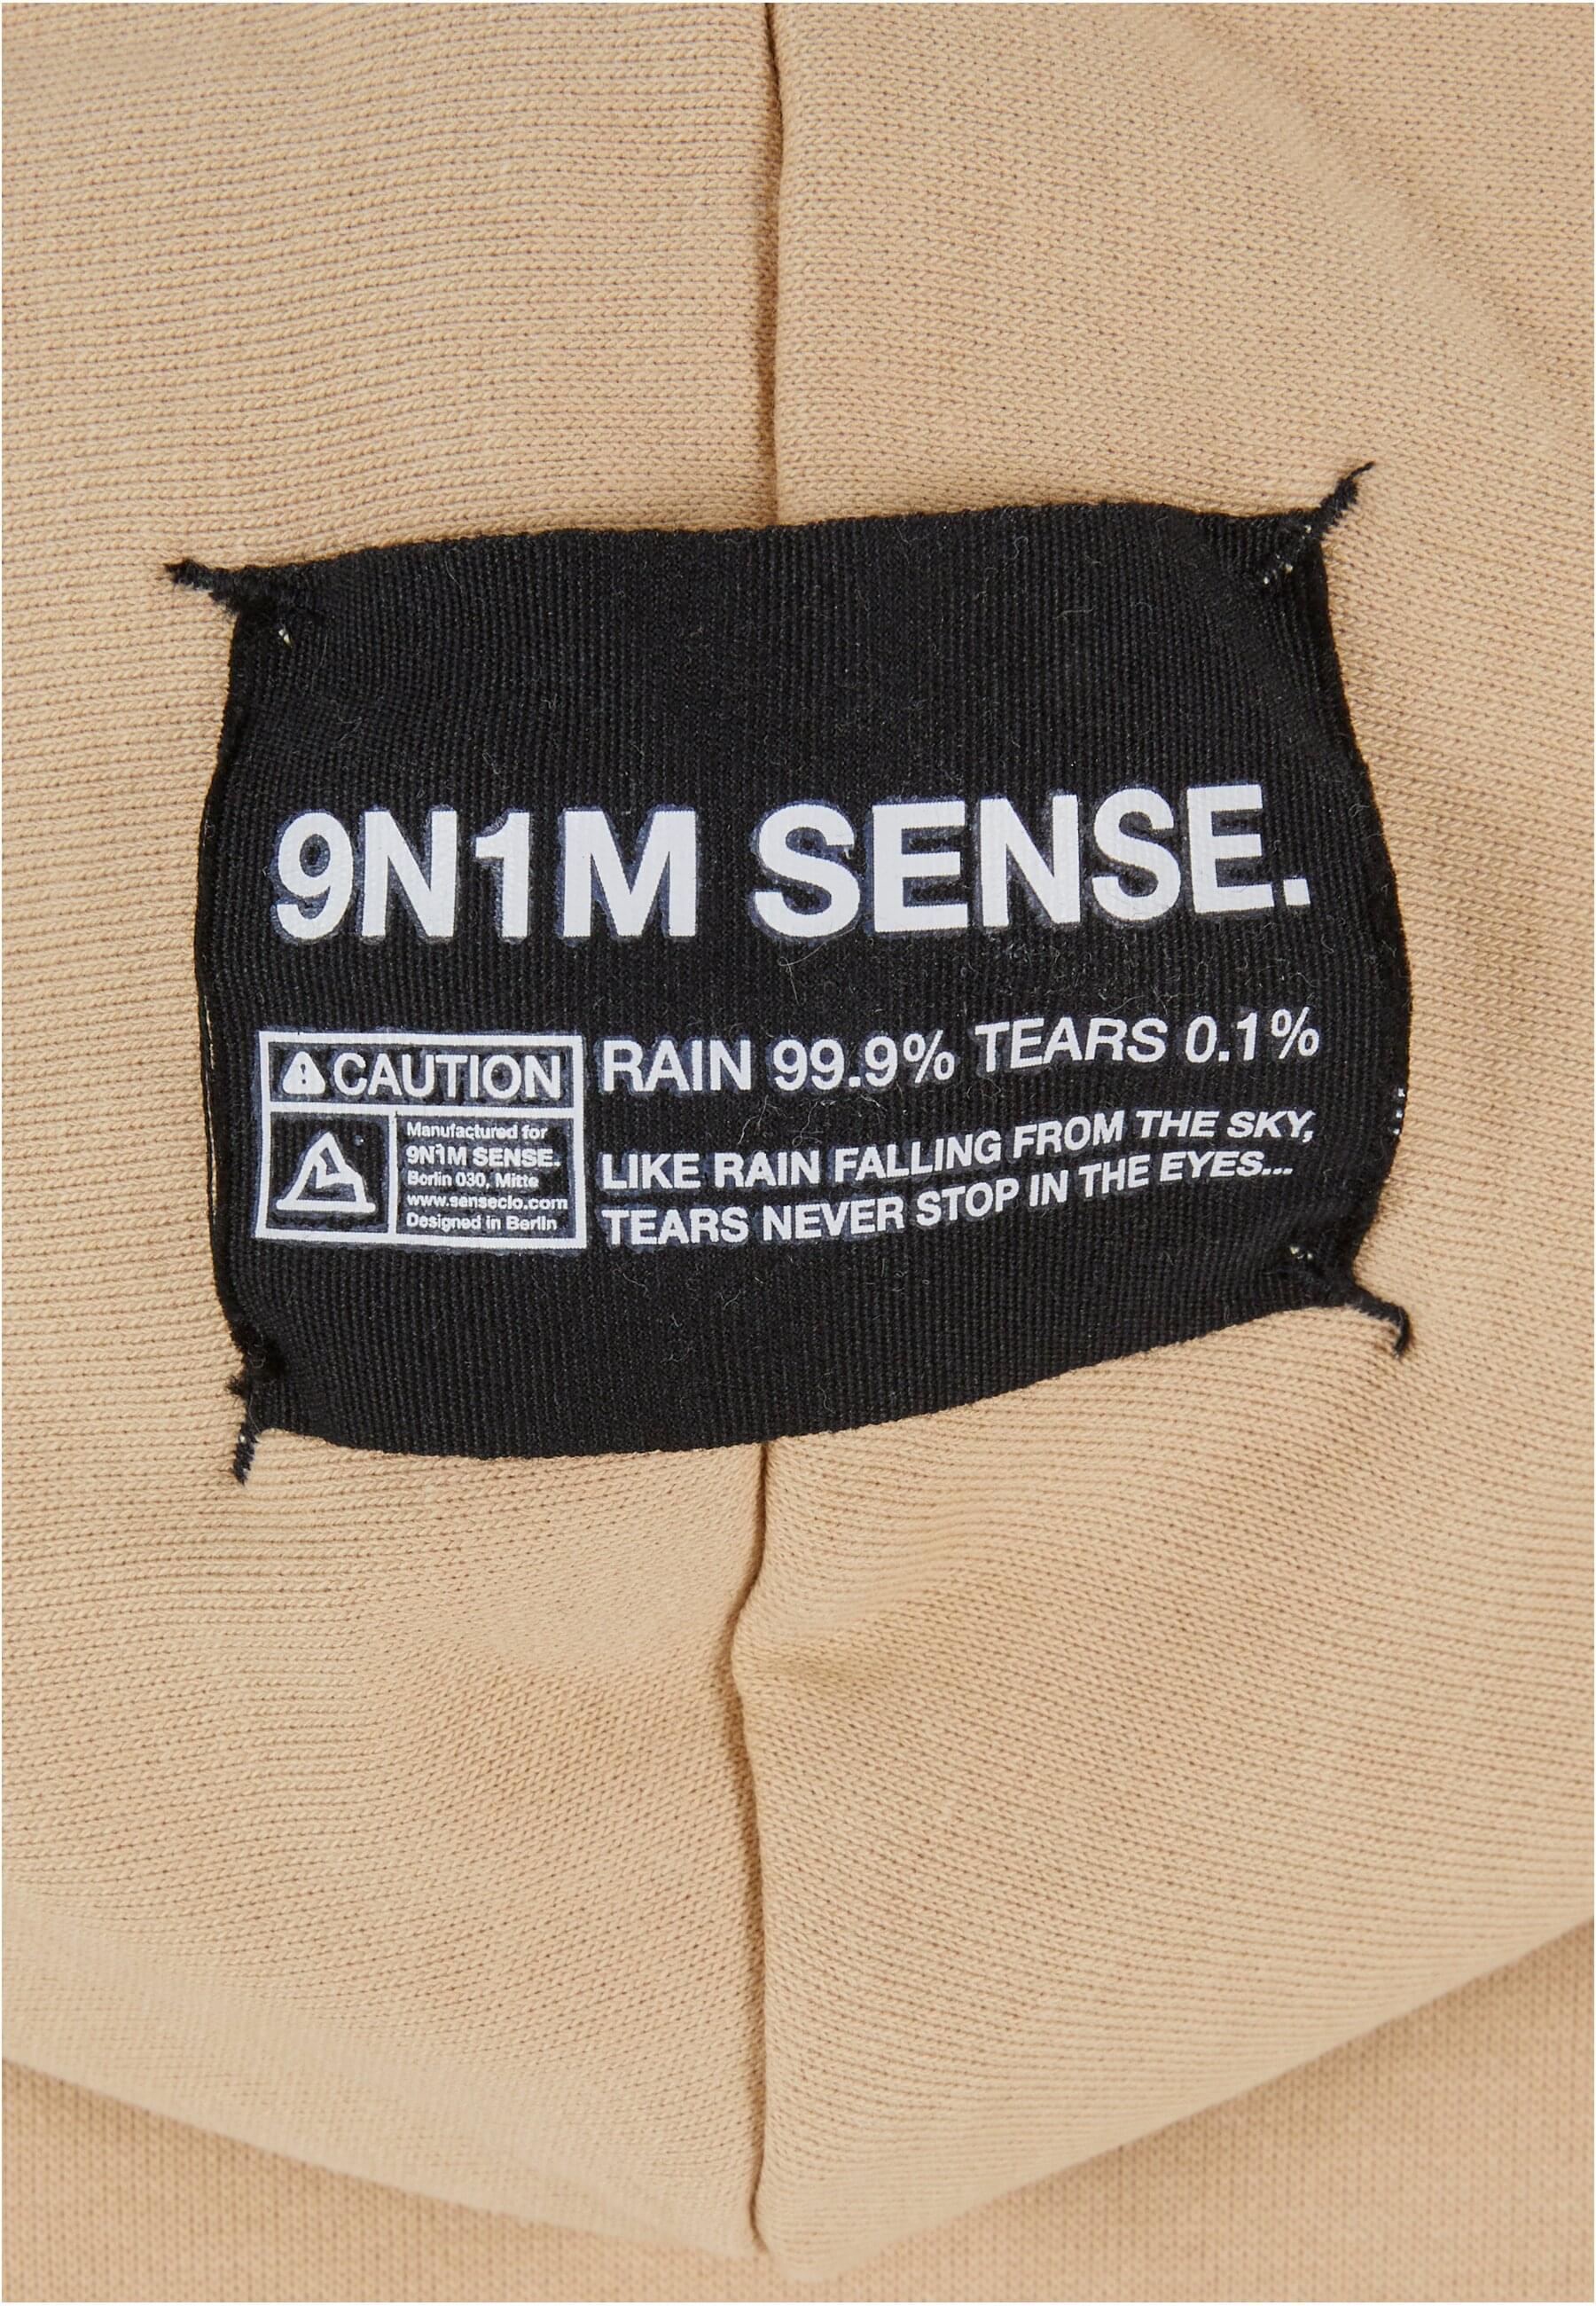 9N1M SENSE.
CAUTION
Manufactured for
9N1M SENSE.
Berlin 030, Mitte
www.senseclo.com
Designed in Berlin
RAIN 99.9% TEARS 0.1%
LIKE RAIN FALLING FROM THE SKY,
TEARS NEVER STOP IN THE EYES...